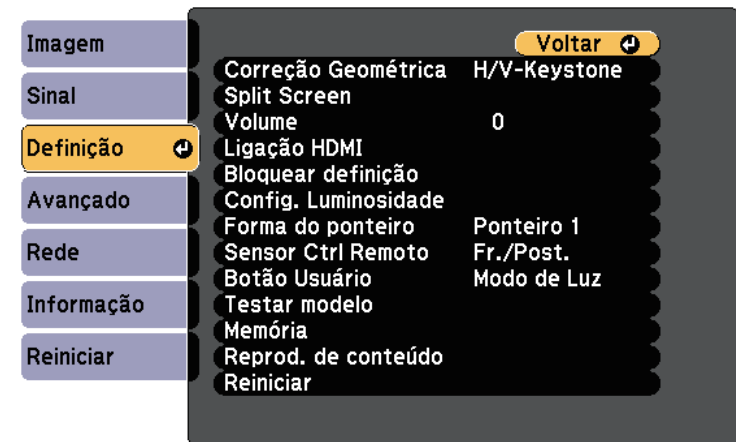 Imagem
Sinal
Definição
Avançado
Rede
Informação
Reiniciar
Voltar
Correção Geométrica H/V-Keystone
Split Screen
Volume 0
Ligação HDMI
Bloquear definição
Config. Luminosidade
Forma do ponteiro Ponteiro 1
Sensor Ctrl Remoto Fr./Post.
Botão Usuário Modo de Luz
Testar modelo
Memória
Reprod. de conteúdo
Reiniciar